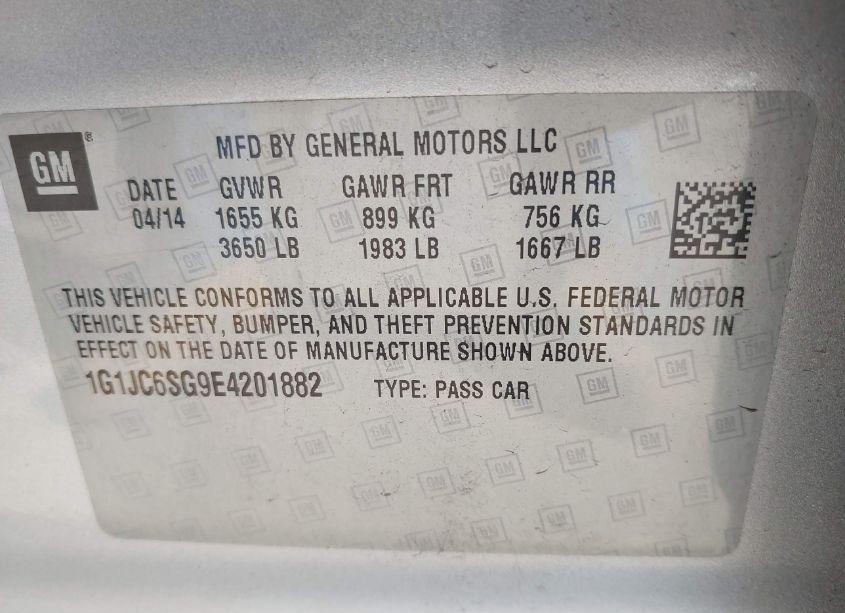 GM ®
MFD BY GENERAL MOTORS LLC
DATE GVWR GAWR FRT GAWR RR
04/14 1655 KG 899 KG 756 KG
3650 LB 1983 LB 1667 LB
THIS VEHICLE CONFORMS TO ALL APPLICABLE U.S. FEDERAL MOTOR
VEHICLE SAFETY, BUMPER, AND THEFT PREVENTION STANDARDS IN
EFFECT ON THE DATE OF MANUFACTURE SHOWN ABOVE.
1G1JC6SG9E4201882 TYPE: PASS CAR